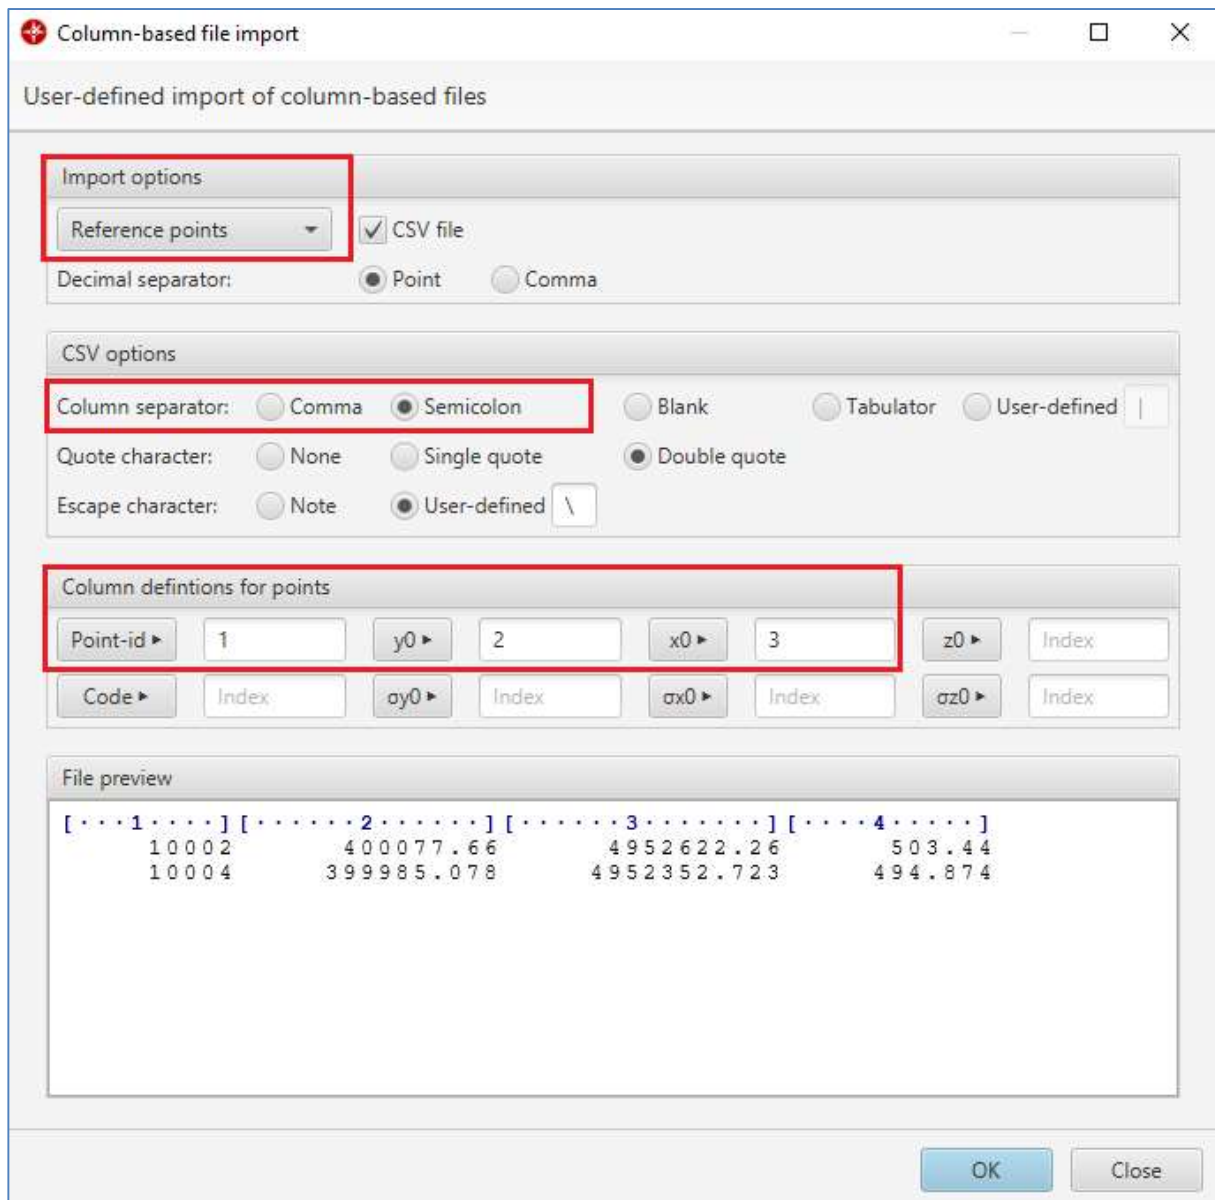 Column-based file import
User-defined import of column-based files
Import options
Reference points CSV file
Decimal separator: Point Comma
CSV options
Column separator: Comma Semicolon Blank Tabulator User-defined |
Quote character: None Single quote Double quote
Escape character: Note User-defined \
Column defintions for points
Point-id 1 y0 2 x0 3 z0 Index
Code Index σy0 Index σx0 Index σz0 Index
File preview
[···1····][······2······][······3·······][····4·····]
10002 400077.66 4952622.26 503.44
10004 399985.078 4952352.723 494.874
OK Close